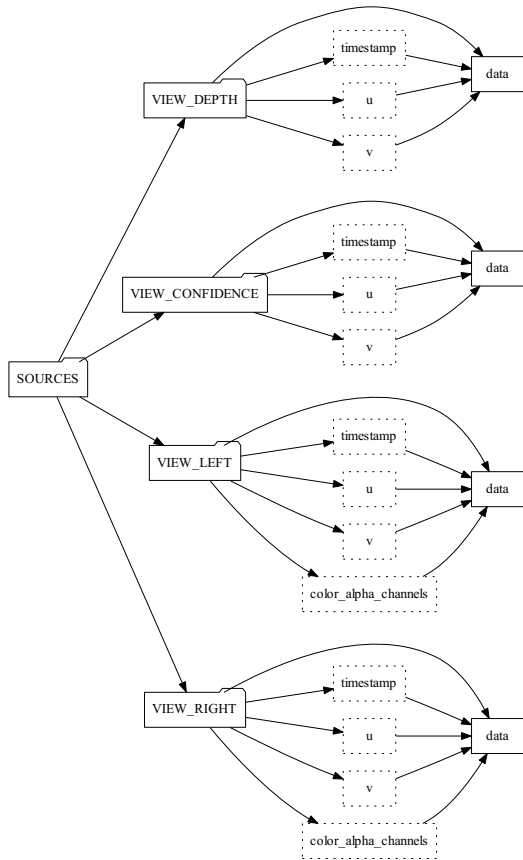 timestamp
data
VIEW_DEPTH
u
v
timestamp
data
VIEW_CONFIDENCE
u
v
SOURCES
timestamp
VIEW_LEFT
u
data
v
color_alpha_channels
timestamp
VIEW_RIGHT
u
data
v
color_alpha_channels